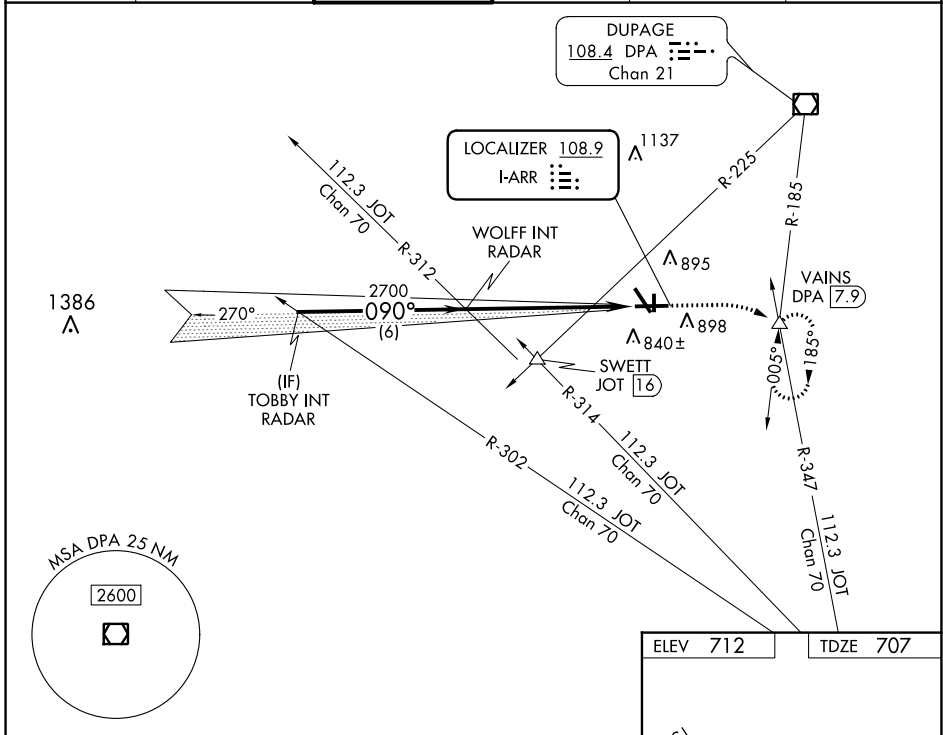 DUPAGE
108.4 DPA
Chan 21
LOCALIZER 108.9
I-ARR
1137
R-225
R-185
112.3 JOT
Chan 70
R-312
WOLFF INT
RADAR
895
VAINS
DPA 7.9
1386
2700
270°
090°
(6)
898
840±
005°
185°
SWETT
JOT 16
(IF)
TOBBY INT
RADAR
R-314
112.3 JOT
Chan 70
R-302
112.3 JOT
Chan 70
R-347
112.3 JOT
Chan 70
MSA DPA 25 NM
2600
ELEV 712
TDZE 707